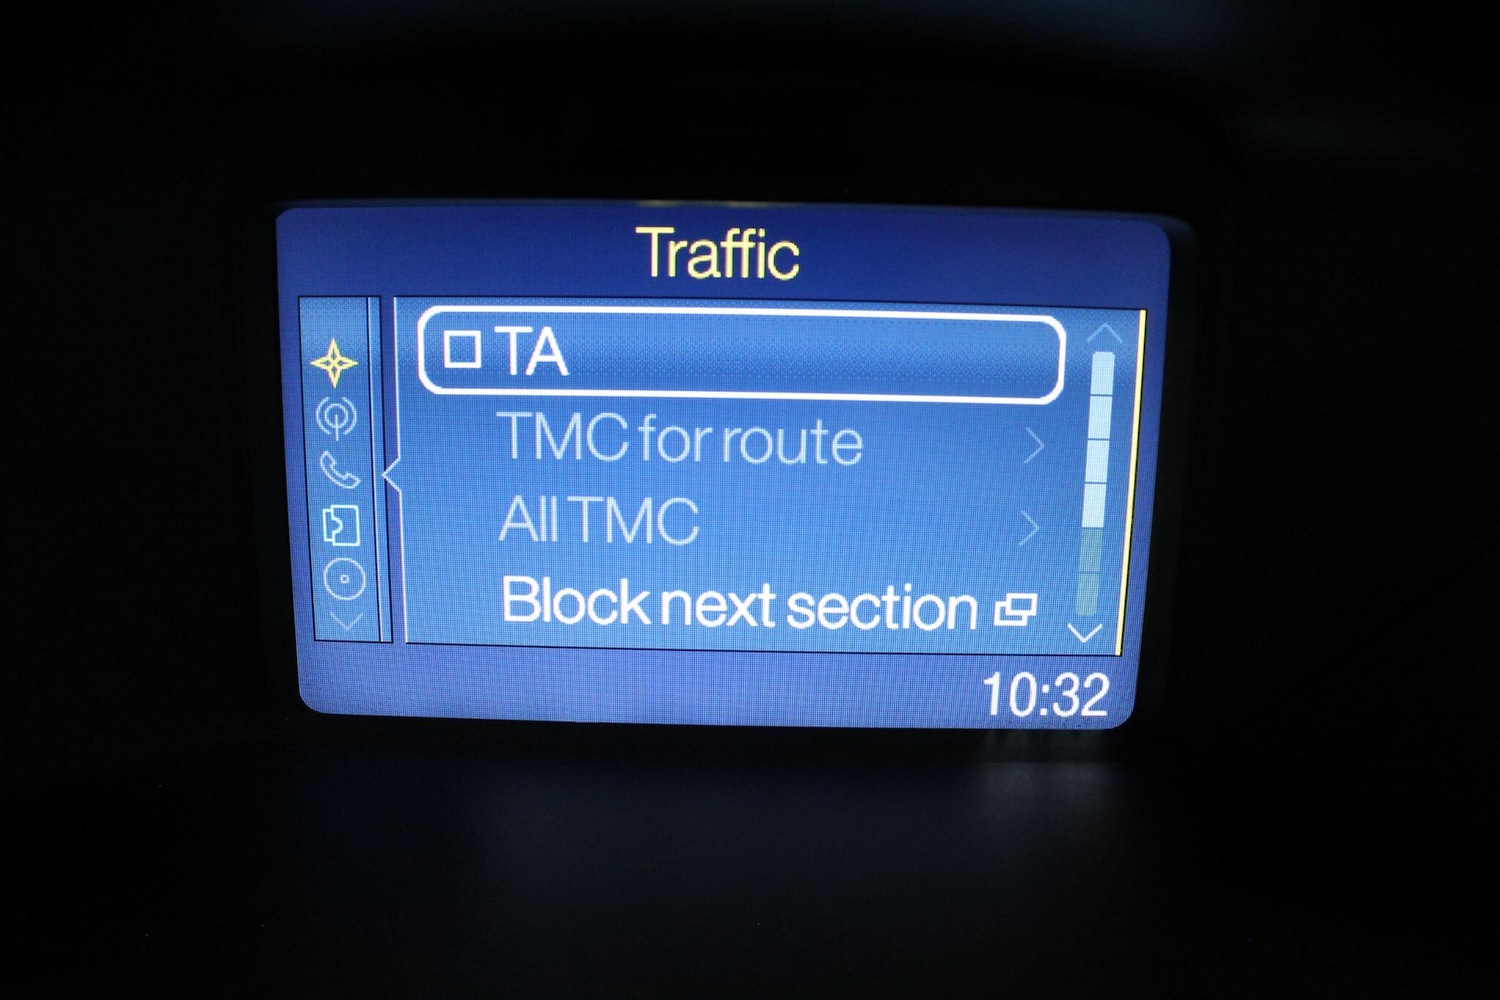 Traffic
TA
TMC for route
All TMC
Block next section
10:32